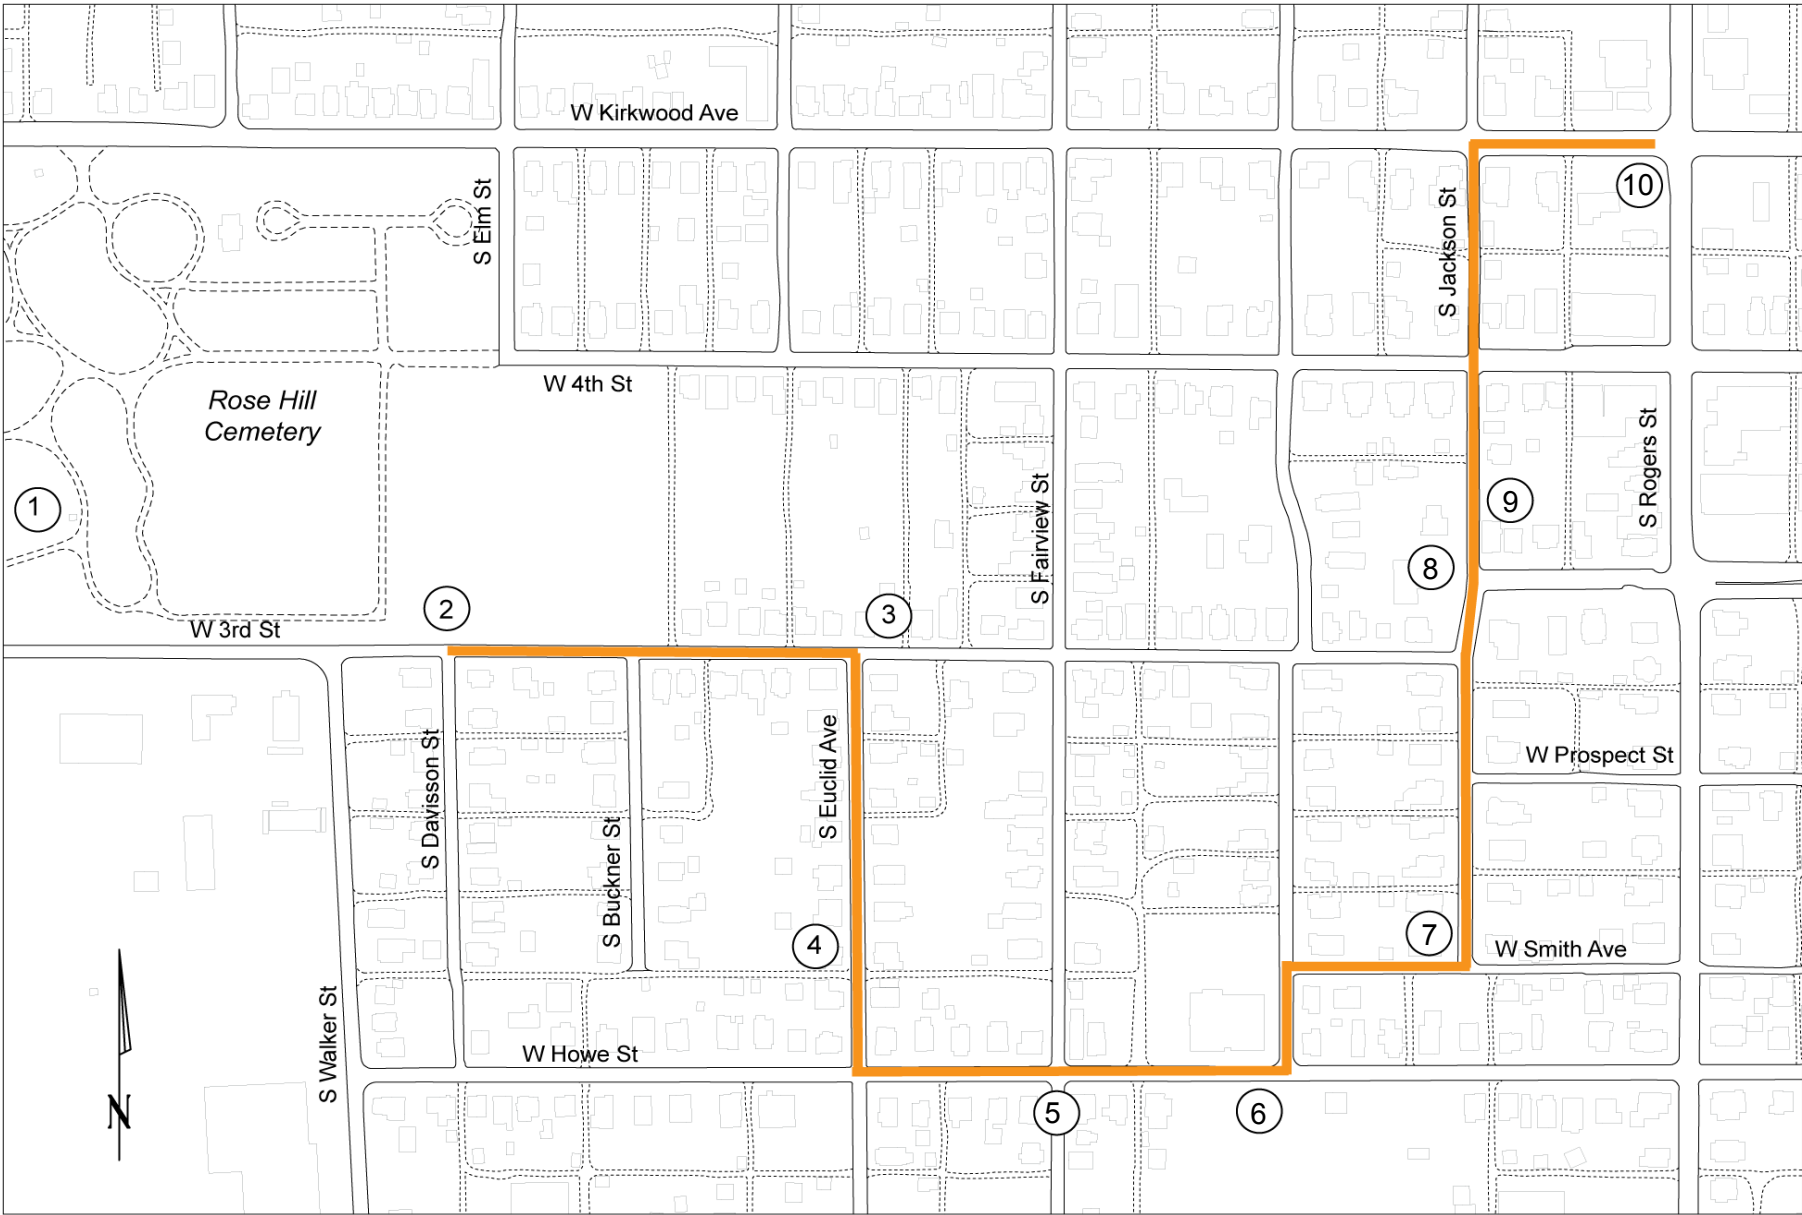 W Kirkwood Ave
S Elm St
10
S Jackson St
W 4th St
Rose Hill
Cemetery
S Rogers St
1
9
S Fairview St
8
2
3
W 3rd St
W Prospect St
S Euclid Ave
S Davisson St
S Buckner St
7
4
W Smith Ave
S Walker St
W Howe St
N
5
6